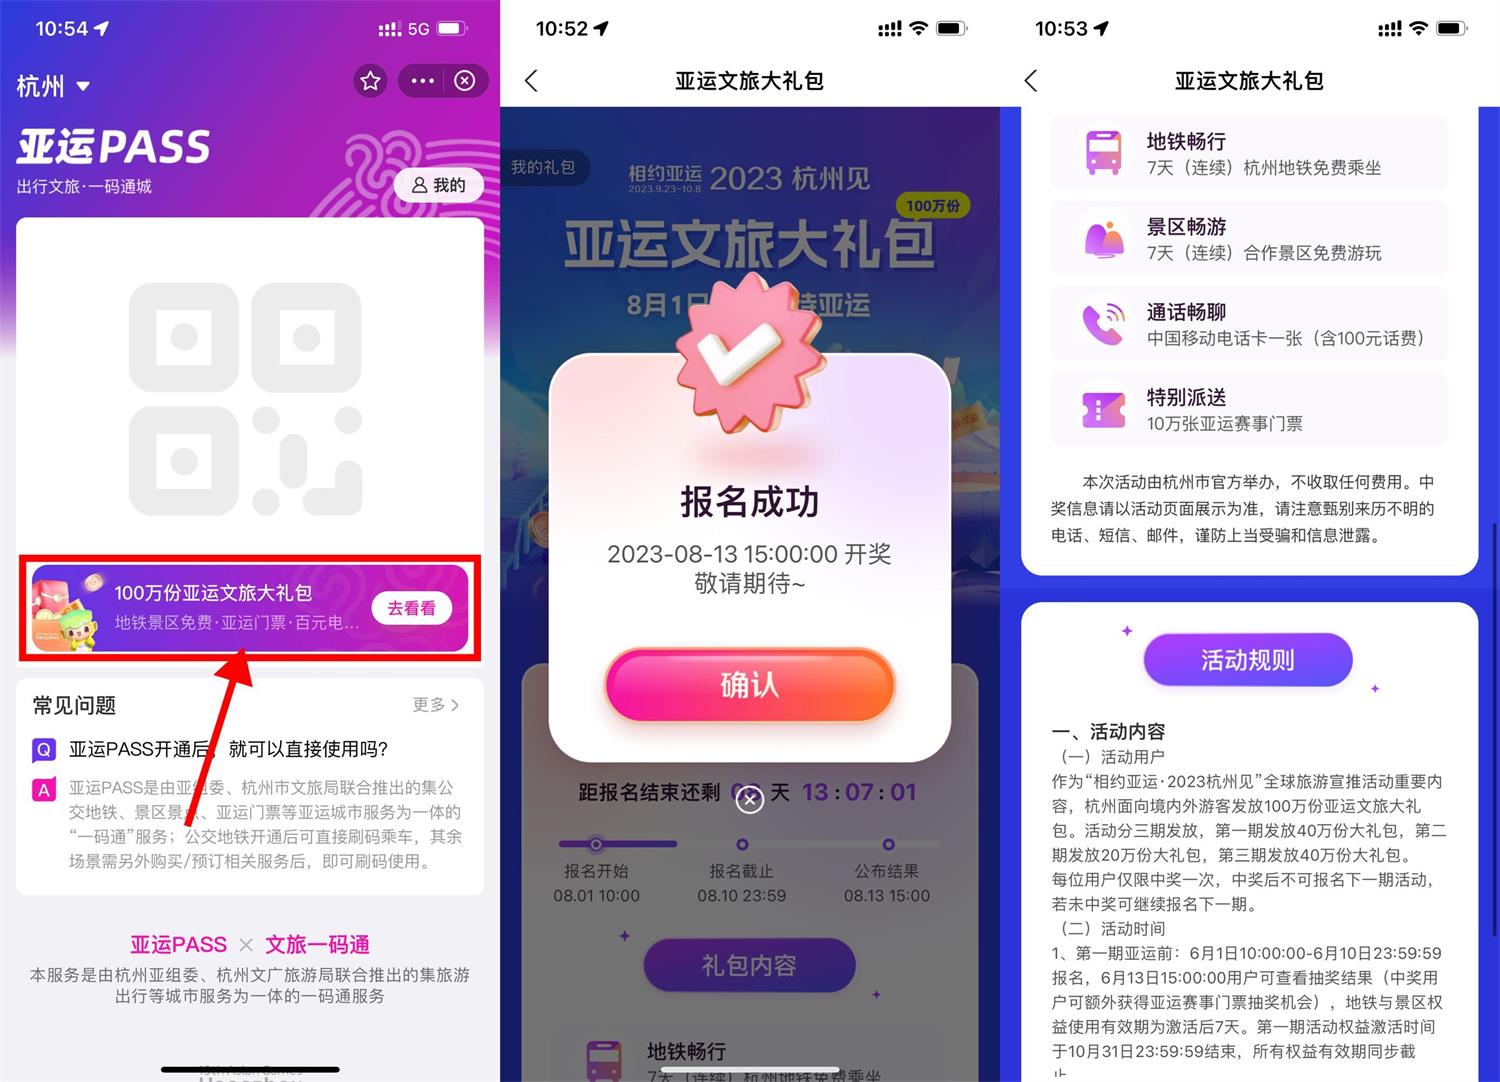 10:54
5G
杭州
亚运PASS
出行文旅·一码通城
我的
100万份亚运文旅大礼包
地铁景区免费·亚运门票·百元电...
去看看
常见问题
更多
Q
亚运PASS开通后，就可以直接使用吗?
A
亚运PASS是由亚组委、杭州市文旅局联合推出的集公
交地铁、景区景点、亚运门票等亚运城市服务为一体的
“一码通”服务；公交地铁开通后可直接刷码乘车，其余
场景需另外购买/预订相关服务后，即可刷码使用。
亚运PASS × 文旅一码通
本服务是由杭州亚组委、杭州文广旅游局联合推出的集旅游
出行等城市服务为一体的一码通服务
10:52
亚运文旅大礼包
我的礼包
相约亚运
2023.9.23-10.8
2023 杭州见
100万份
亚运文旅大礼包
8月1日
亚运
报名成功
2023-08-13 15:00:00 开奖
敬请期待~
确认
距报名结束还剩
天 13:07:01
报名开始
08.01 10:00
报名截止
08.10 23:59
公布结果
08.13 15:00
礼包内容
地铁畅行
7天（连续）杭州地铁免费乘坐
10:53
亚运文旅大礼包
地铁畅行
7天（连续）杭州地铁免费乘坐
景区畅游
7天（连续）合作景区免费游玩
通话畅聊
中国移动电话卡一张（含100元话费）
特别派送
10万张亚运赛事门票
本次活动由杭州市官方举办，不收取任何费用。中
奖信息请以活动页面展示为准，请注意甄别来历不明的
电话、短信、邮件，谨防上当受骗和信息泄露。
活动规则
一、活动内容
（一）活动用户
作为“相约亚运·2023杭州见”全球旅游宣推活动重要内
容，杭州面向境内外游客发放100万份亚运文旅大礼
包。活动分三期发放，第一期发放40万份大礼包，第二
期发放20万份大礼包，第三期发放40万份大礼包。
每位用户仅限中奖一次，中奖后不可报名下一期活动，
若未中奖可继续报名下一期。
（二）活动时间
1、第一期亚运前：6月1日10:00:00-6月10日23:59:59
报名，6月13日15:00:00用户可查看抽奖结果（中奖用
户可额外获得亚运赛事门票抽奖机会），地铁与景区权
益使用有效期为激活后7天。第一期活动权益激活时间
于10月31日23:59:59结束，所有权益有效期同步截